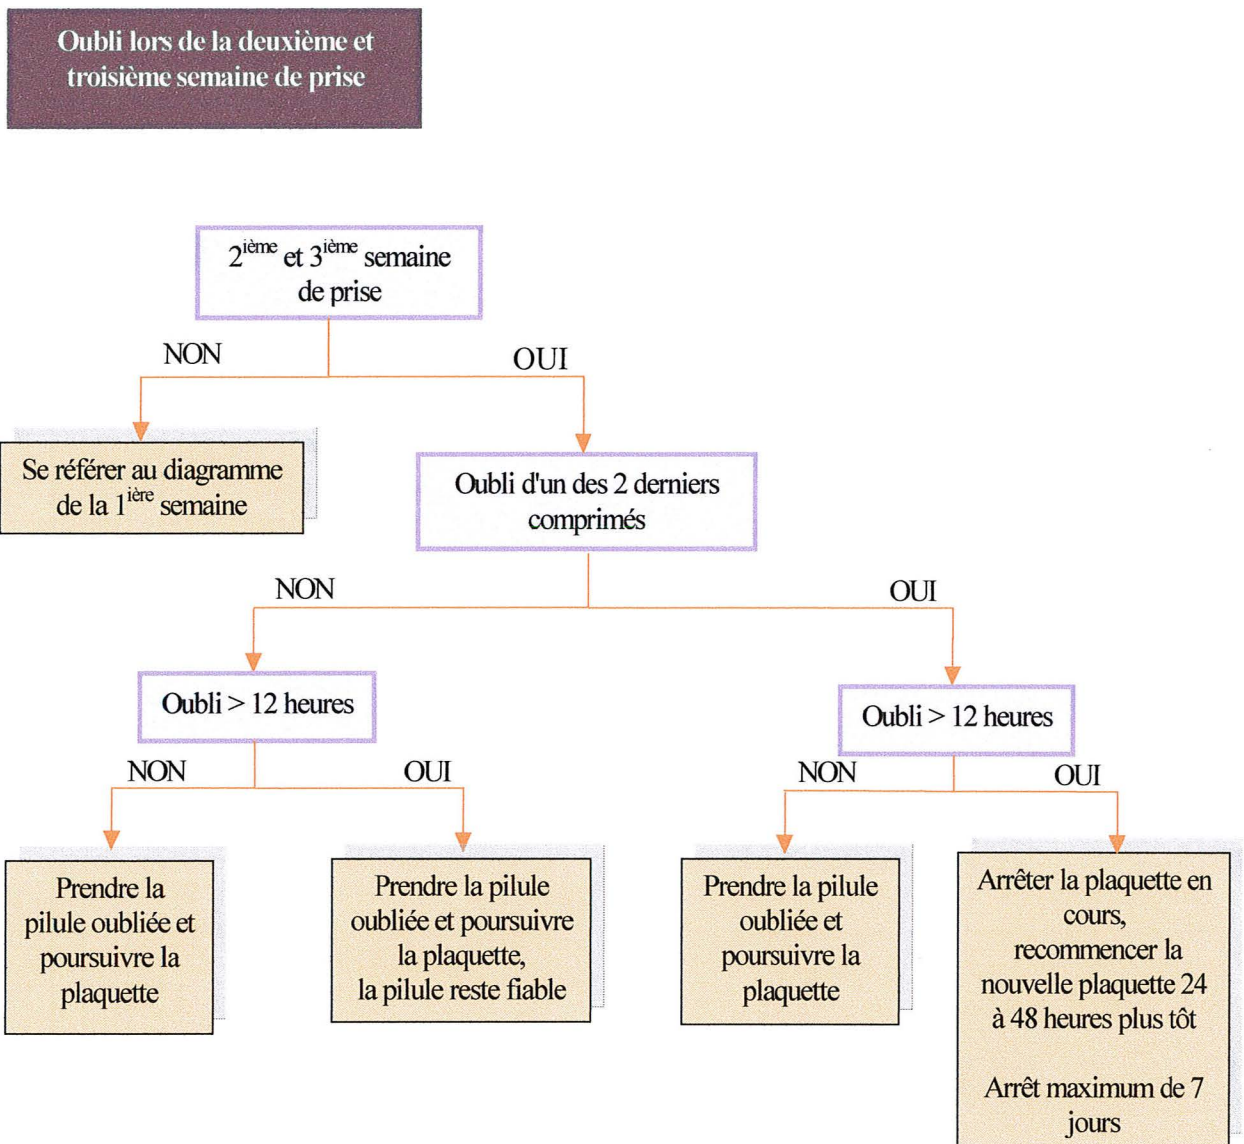 Oubli lors de la deuxième et
troisième semaine de prise
2ième et 3ième semaine
de prise
NON
OUI
Se référer au diagramme
de la 1ière semaine
Oubli d'un des 2 derniers
comprimés
NON
OUI
Oubli > 12 heures
Oubli > 12 heures
NON
OUI
NON
OUI
Prendre la
pilule oubliée et
poursuivre la
plaquette
Prendre la pilule
oubliée et poursuivre
la plaquette,
la pilule reste fiable
Prendre la pilule
oubliée et
poursuivre la
plaquette
Arrêter la plaquette en
cours,
recommencer la
nouvelle plaquette 24
à 48 heures plus tôt
Arrêt maximum de 7
jours